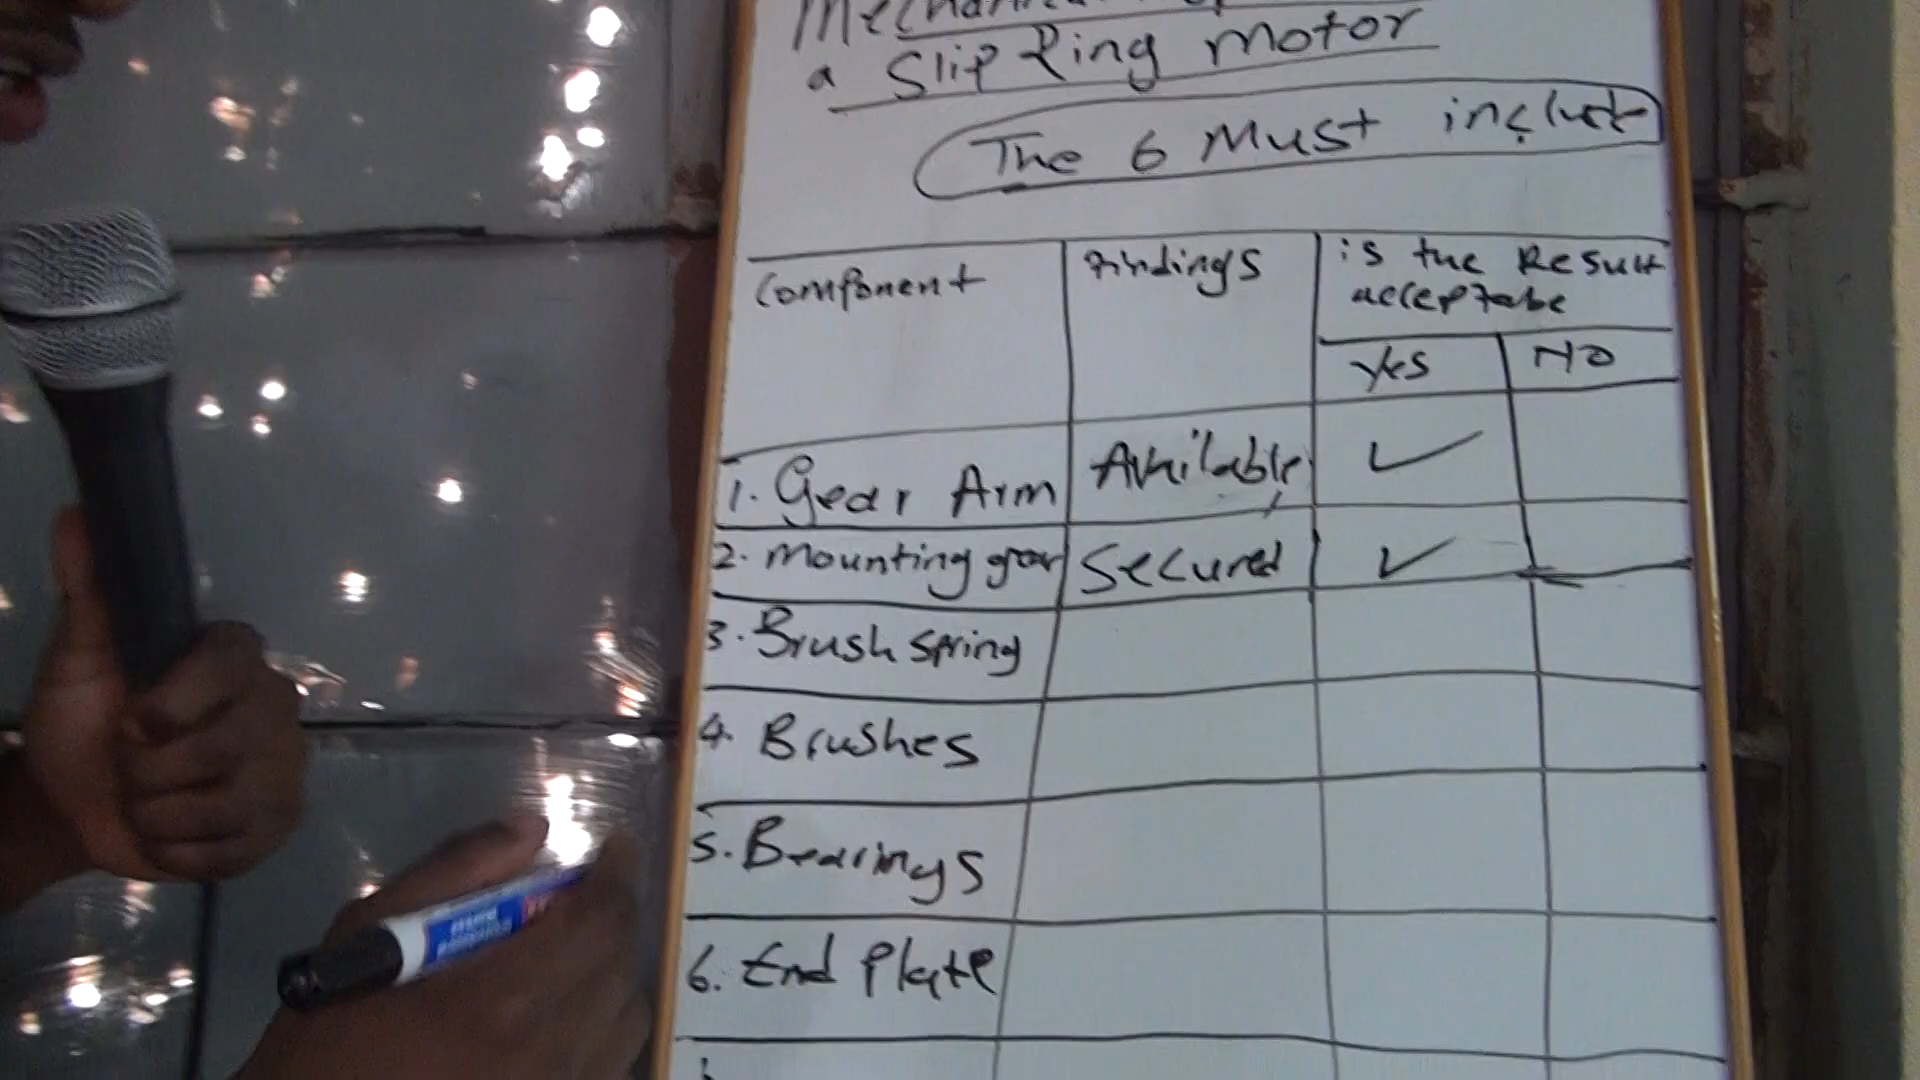 a Slip Ring motor
The 6 Must include
Component
Findings
is the Result
acceptabe
Yes
NO
1. Gear Arm
Available
2. Mounting gear
Secured
3. Brush spring
4. Brushes
5. Bearings
6. End Plate